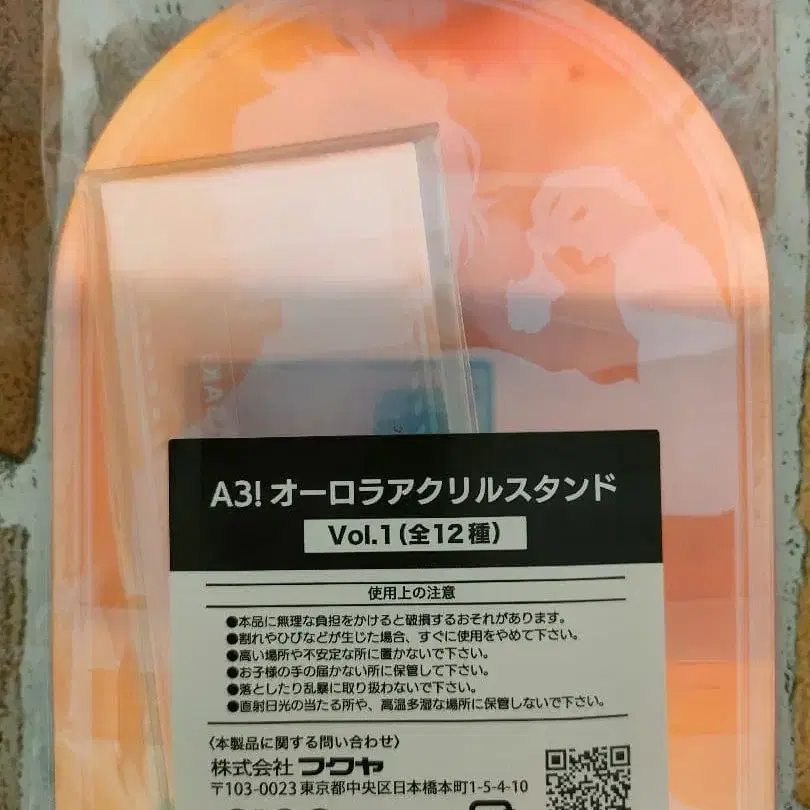 A3! オーロラアクリルスタンド
Vol.1(全12種)
使用上の注意
●本品に無理な負担をかけると破損するおそれがあります。
●割れやひびなどが生じた場合、すぐに使用をやめて下さい。
●高い場所や不安定な所に置かないで下さい。
●お子様の手の届かない所に保管して下さい。
●落としたり乱暴に取り扱わないで下さい。
●直射日光の当たる所や、高温多湿な場所に保管しないで下さい。
〈本製品に関する問い合わせ〉
株式会社 フクヤ
〒103-0023 東京都中央区日本橋本町1-5-4-10